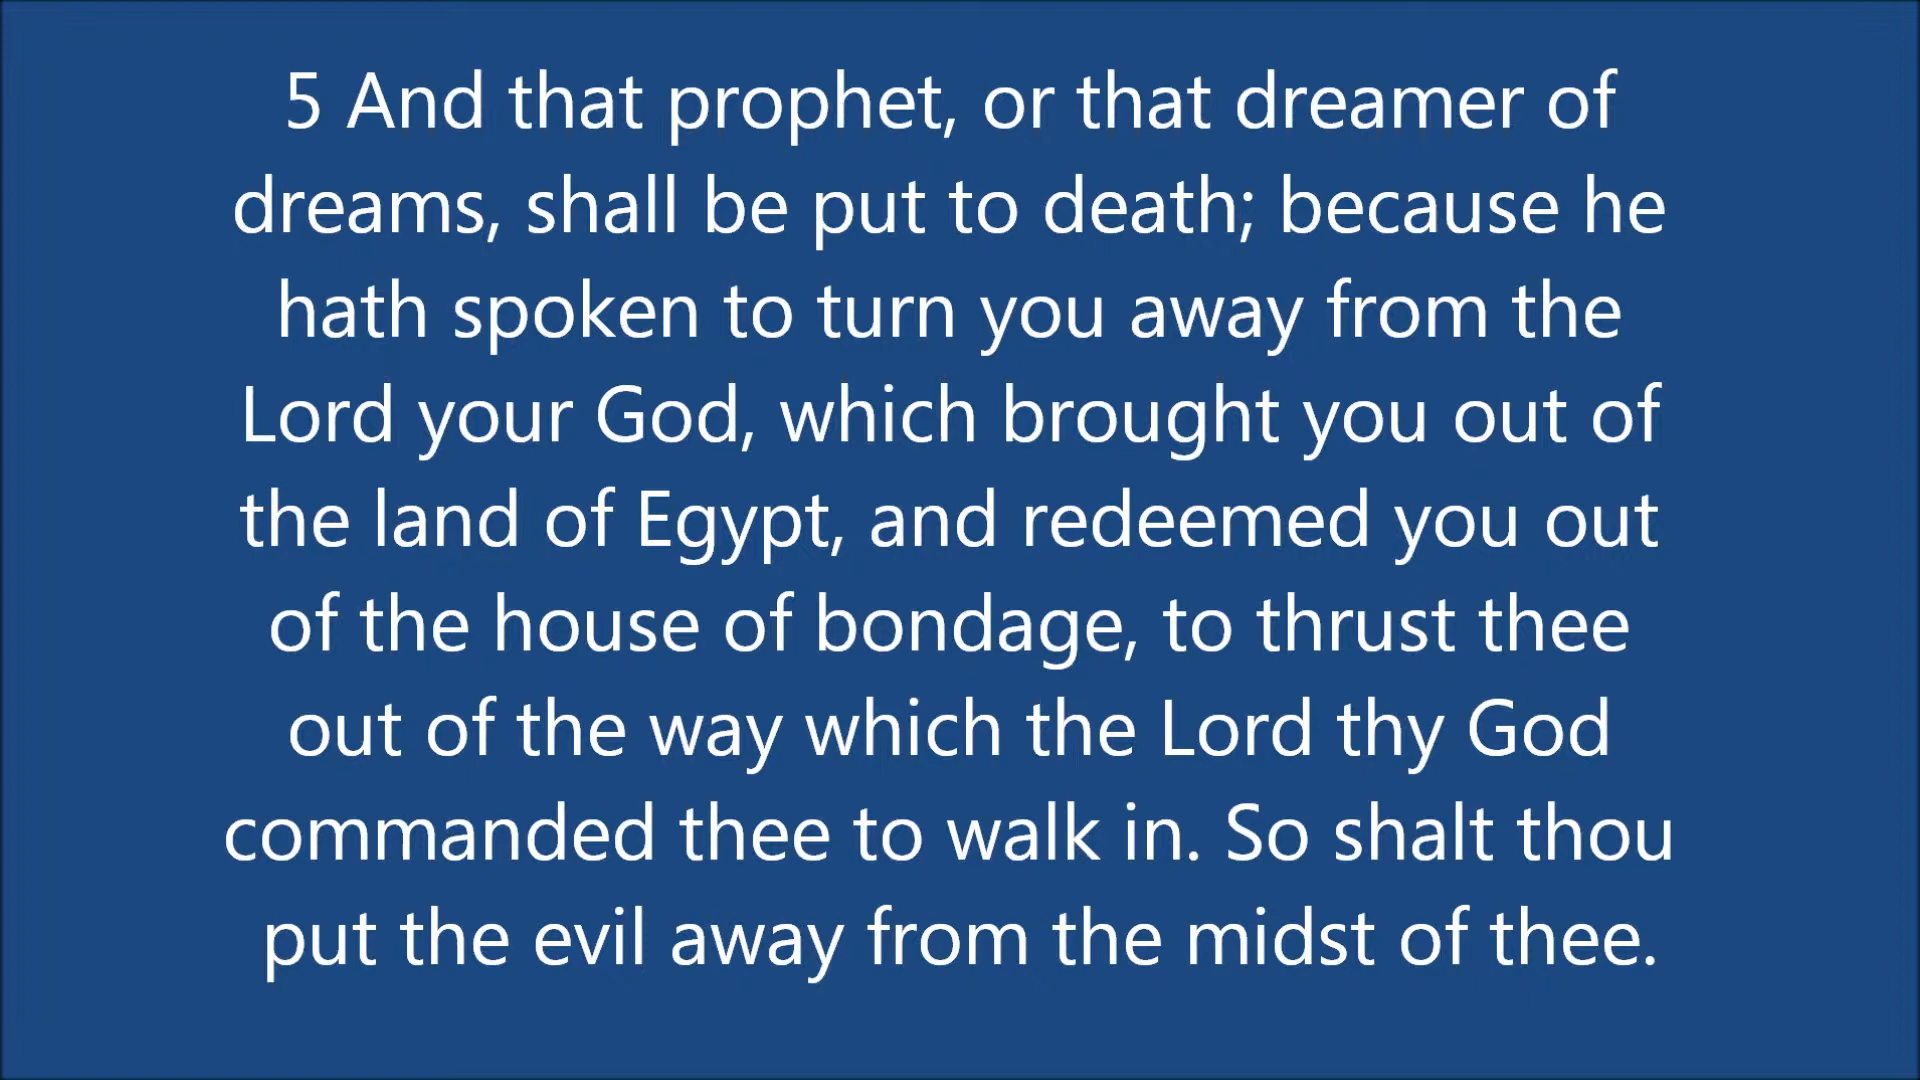 5 And that prophet, or that dreamer of
dreams, shall be put to death; because he
hath spoken to turn you away from the
Lord your God, which brought you out of
the land of Egypt, and redeemed you out
of the house of bondage, to thrust thee
out of the way which the Lord thy God
commanded thee to walk in. So shalt thou
put the evil away from the midst of thee.